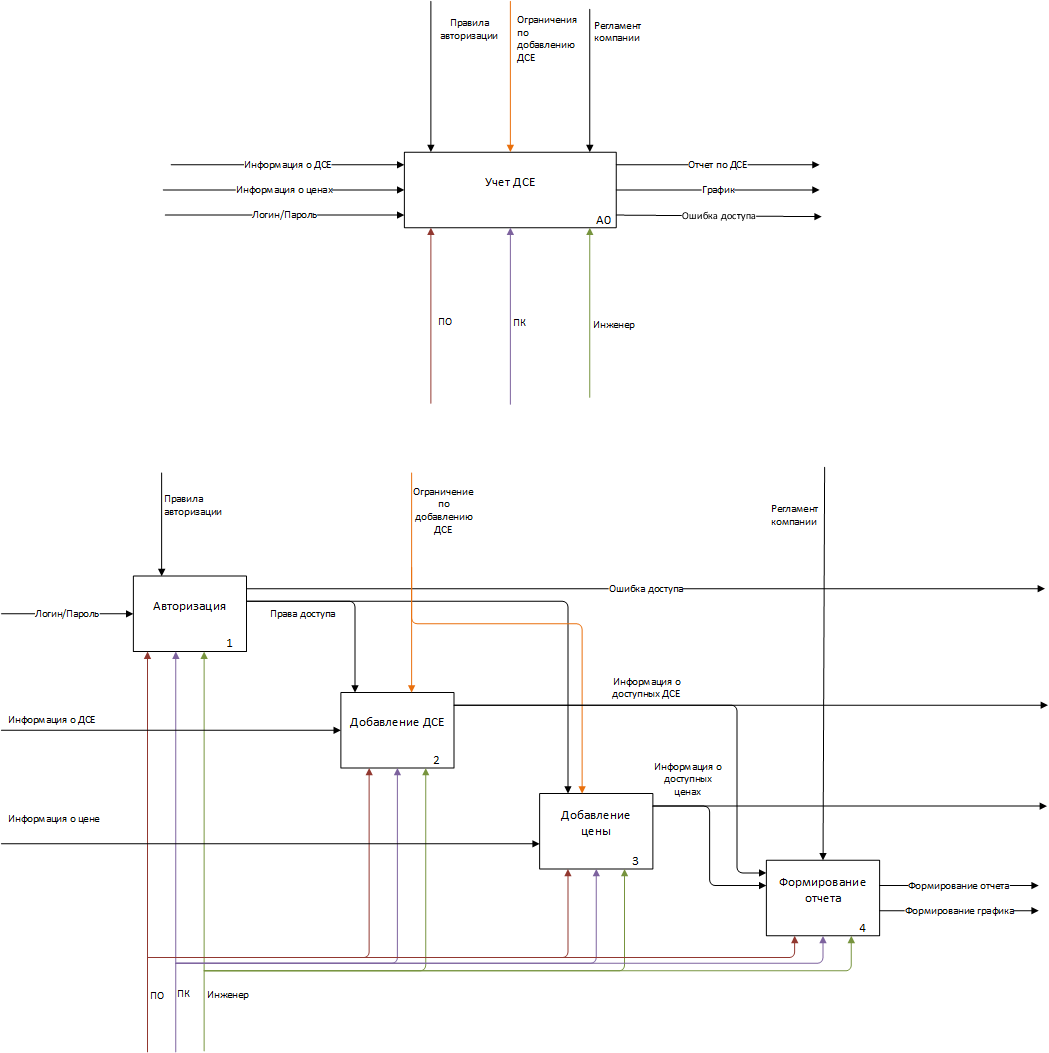 Правила
авторизации
Ограничения
по
добавлению
ДСЕ
Регламент
компании
Информация о ДСЕ
Информация о ценах
Логин/Пароль
Учет ДСЕ
A0
Отчет по ДСЕ
График
Ошибка доступа
ПО
ПК
Инженер
Правила
авторизации
Ограничение
по
добавлению
ДСЕ
Регламент
компании
Логин/Пароль
Авторизация
1
Ошибка доступа
Права доступа
Информация о ДСЕ
Добавление ДСЕ
2
Информация о
доступных ДСЕ
Информация о цене
Добавление
цены
3
Информация о
доступных
ценах
Формирование
отчета
4
Формирование отчета
Формирование графика
ПО
ПК
Инженер